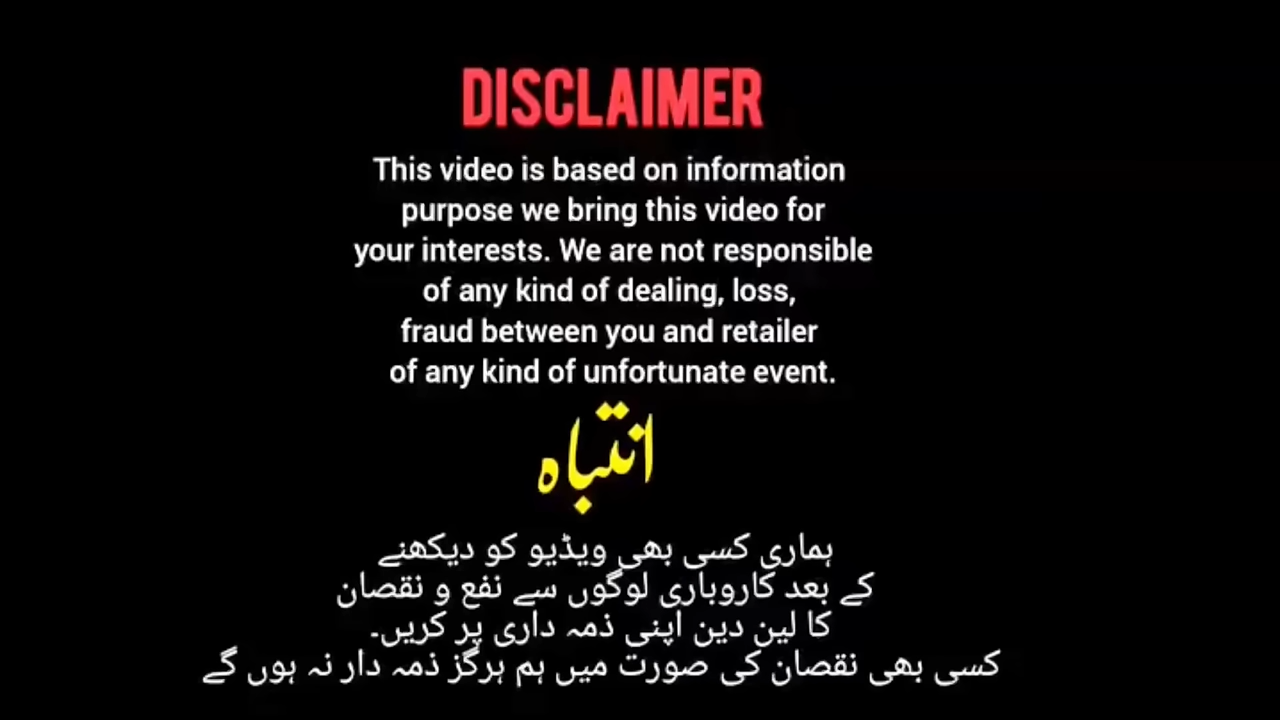 DISCLAIMER
This video is based on information
purpose we bring this video for
your interests. We are not responsible
of any kind of dealing, loss,
fraud between you and retailer
of any kind of unfortunate event.
انتباہ
ہماری کسی بھی ویڈیو کو دیکھنے
کے بعد کاروباری لوگوں سے نفع و نقصان
کا لین دین اپنی ذمہ داری پر کریں۔
کسی بھی نقصان کی صورت میں ہم ہرگز ذمہ دار نہ ہوں گے